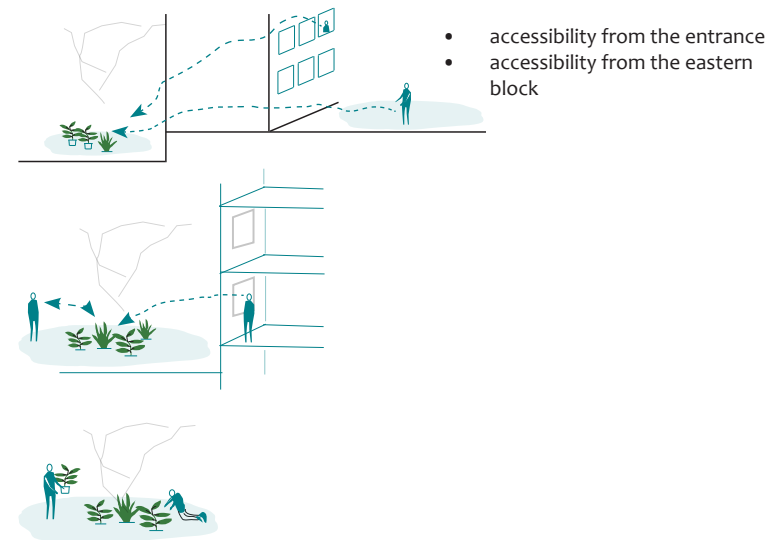 • accessibility from the entrance
• accessibility from the eastern
block